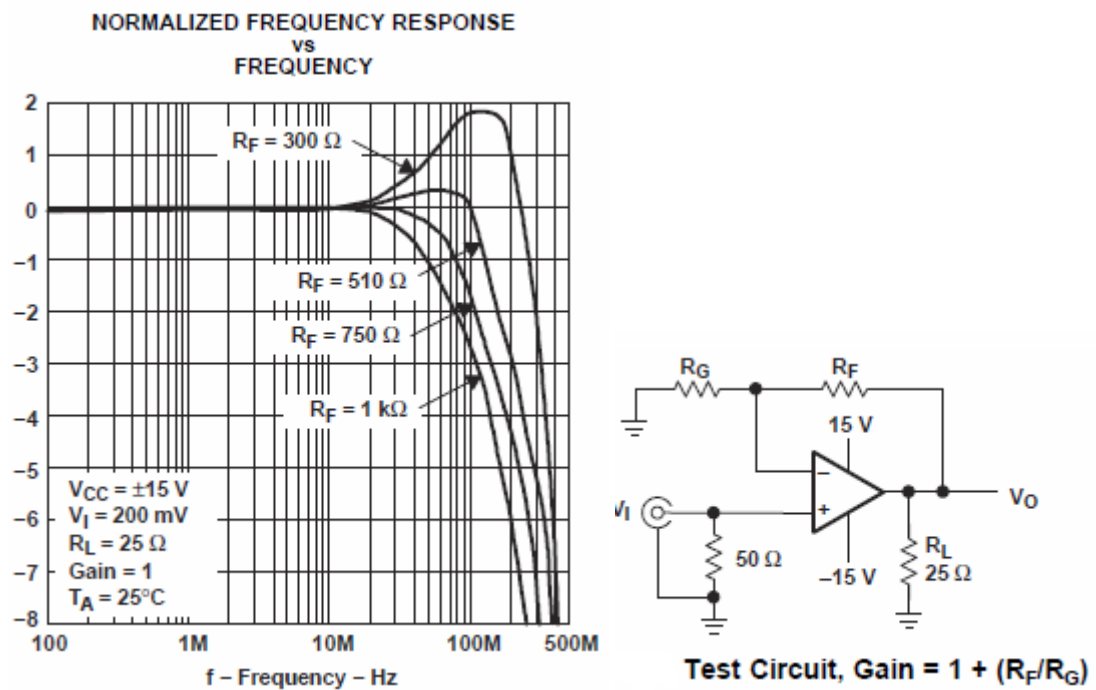 NORMALIZED FREQUENCY RESPONSE
vs
FREQUENCY
2
1
0
−1
−2
−3
−4
−5
−6
−7
−8
RF = 300 Ω
RF = 510 Ω
RF = 750 Ω
RF = 1 kΩ
VCC = ±15 V
VI = 200 mV
RL = 25 Ω
Gain = 1
TA = 25°C
100
1M
10M
100M
500M
f − Frequency − Hz
RG
RF
15 V
−
+
VI
VO
50 Ω
−15 V
RL
25 Ω
Test Circuit, Gain = 1 + (RF/RG)